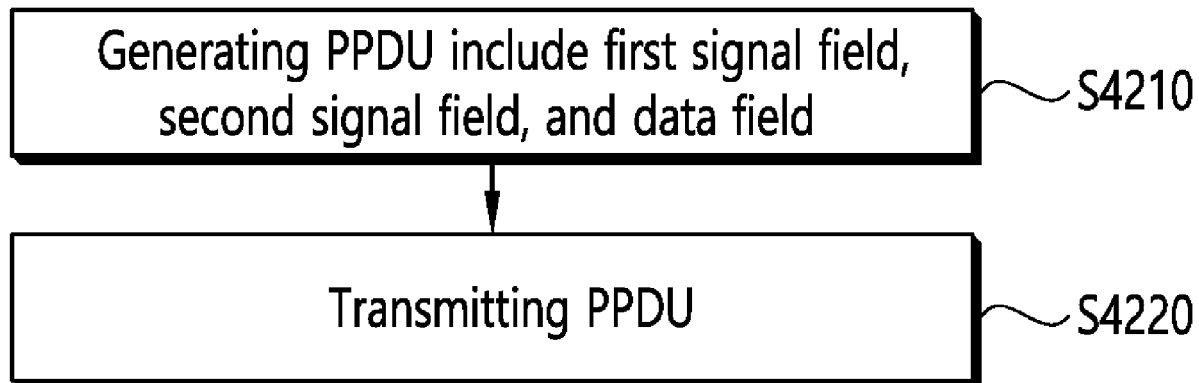 Generating PPDU include first signal field,
second signal field, and data field
S4210
Transmitting PPDU
S4220